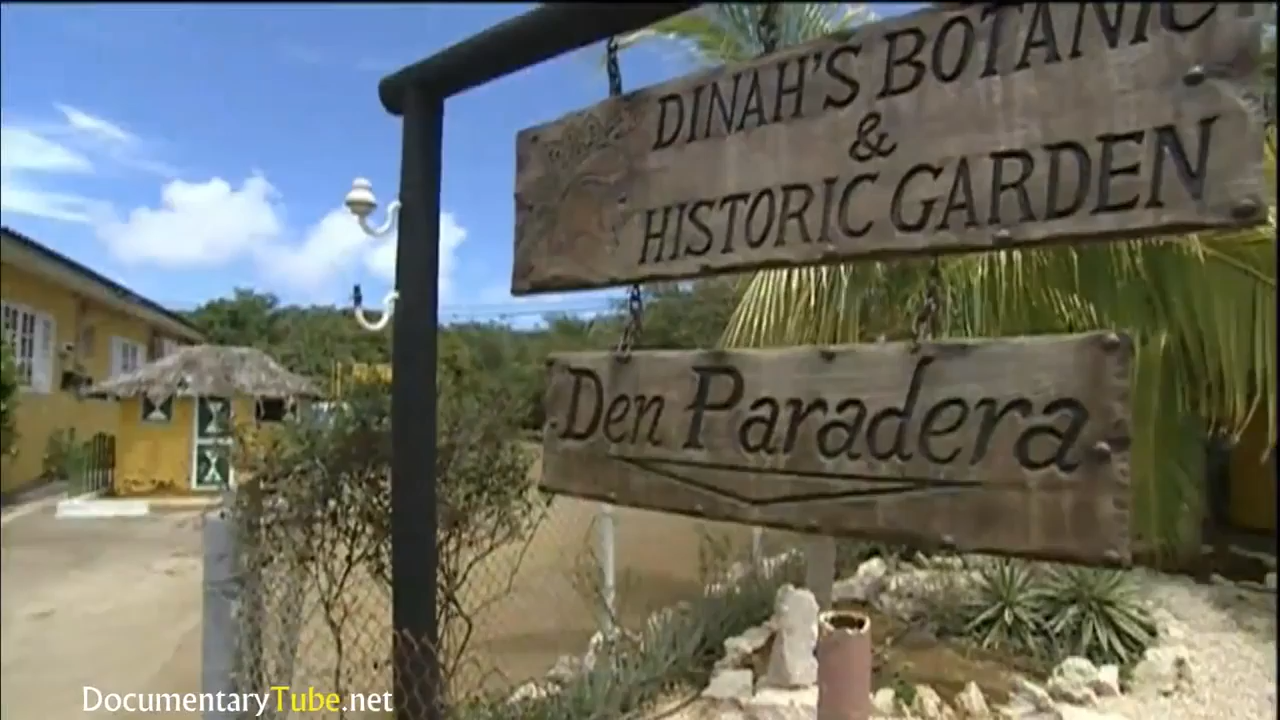 DINAH'S BOTANIC
&
HISTORIC GARDEN
Den Paradera
DocumentaryTube.net